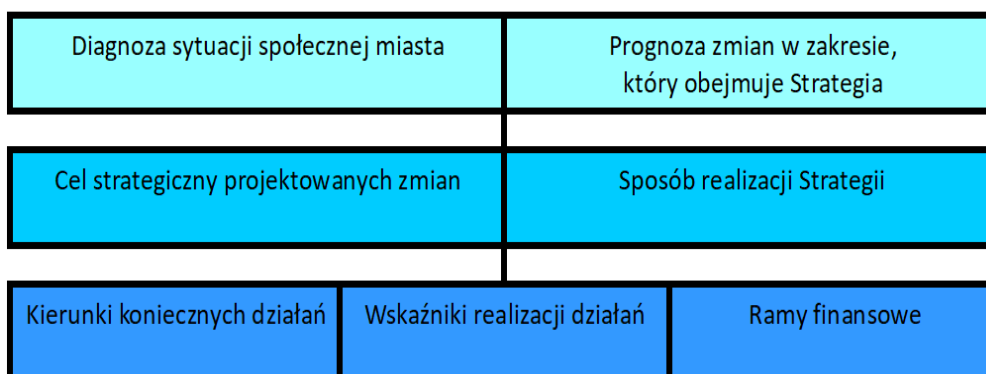 Diagnoza sytuacji społecznej miasta
Prognoza zmian w zakresie,
który obejmuje Strategia
Cel strategiczny projektowanych zmian
Sposób realizacji Strategii
Kierunki koniecznych działań
Wskaźniki realizacji działań
Ramy finansowe